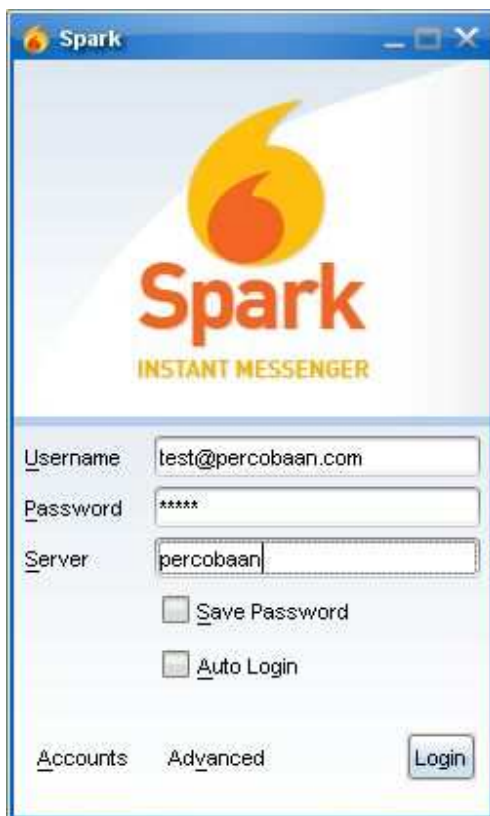 Spark
Spark
INSTANT MESSENGER
Username test@percobaan.com
Password *****
Server percobaan
Save Password
Auto Login
Accounts Advanced Login